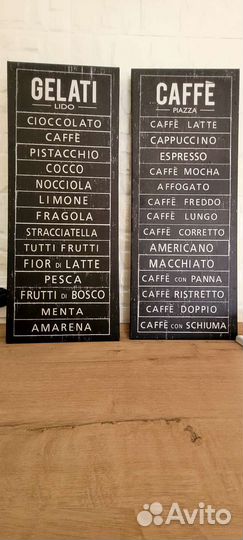 GELATI
LIDO
CIOCCOLATO
CAFFÈ
PISTACCHIO
COCCO
NOCCIOLA
LIMONE
FRAGOLA
STRACCIATELLA
TUTTI FRUTTI
FIOR DI LATTE
PESCA
FRUTTI DI BOSCO
MENTA
AMARENA
CAFFÈ
PIAZZA
CAFFÈ LATTE
CAPPUCCINO
ESPRESSO
CAFFÈ MOCHA
AFFOGATO
CAFFÈ FREDDO
CAFFÈ LUNGO
CAFFÈ CORRETTO
AMERICANO
MACCHIATO
CAFFÈ CON PANNA
CAFFÈ RISTRETTO
CAFFÈ DOPPIO
CAFFÈ CON SCHIUMA
Avito